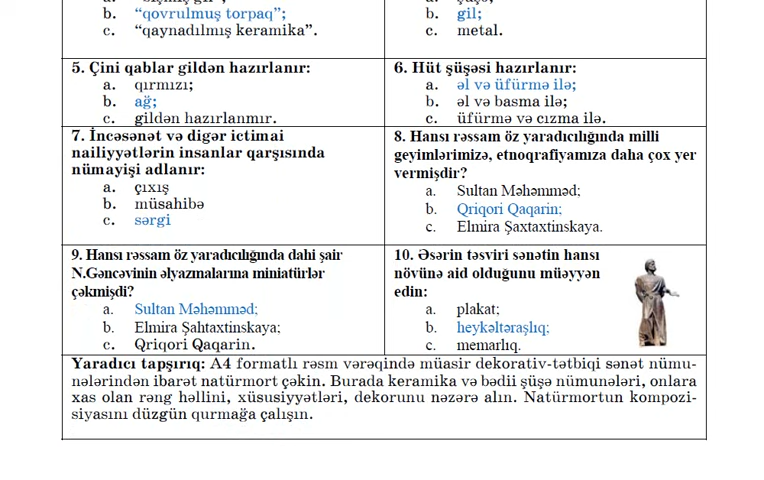 b. “qovrulmuş torpaq”;
c. “qaynadılmış keramika”.
b. gil;
c. metal.
5. Çini qablar gildən hazırlanır:
a. qırmızı;
b. ağ;
c. gildən hazırlanmır.
6. Hüt şüşəsi hazırlanır:
a. əl və üfürmə ilə;
b. əl və basma ilə;
c. üfürmə və cızma ilə.
7. İncəsənət və digər ictimai
nailiyyətlərin insanlar qarşısında
nümayişi adlanır:
a. çıxış
b. müsahibə
c. sərgi
8. Hansı rəssam öz yaradıcılığında milli
geyimlərimizə, etnoqrafiyamıza daha çox yer
vermişdir?
a. Sultan Məhəmməd;
b. Qriqori Qaqarin;
c. Elmira Şaxtaxtinskaya.
9. Hansı rəssam öz yaradıcılığında dahi şair
N.Gəncəvinin əlyazmalarına miniatürlər
çəkmişdi?
a. Sultan Məhəmməd;
b. Elmira Şahtaxtinskaya;
c. Qriqori Qaqarin.
10. Əsərin təsviri sənətin hansı
növünə aid olduğunu müəyyən
edin:
a. plakat;
b. heykəltəraşlıq;
c. memarlıq.
Yaradıcı tapşırıq: A4 formatlı rəsm vərəqində müasir dekorativ-tətbiqi sənət nümu-
nələrindən ibarət natürmort çəkin. Burada keramika və bədii şüşə nümunələri, onlara
xas olan rəng həllini, xüsusiyyətləri, dekorunu nəzərə alın. Natürmortun kompozi-
siyasını düzgün qurmağa çalışın.